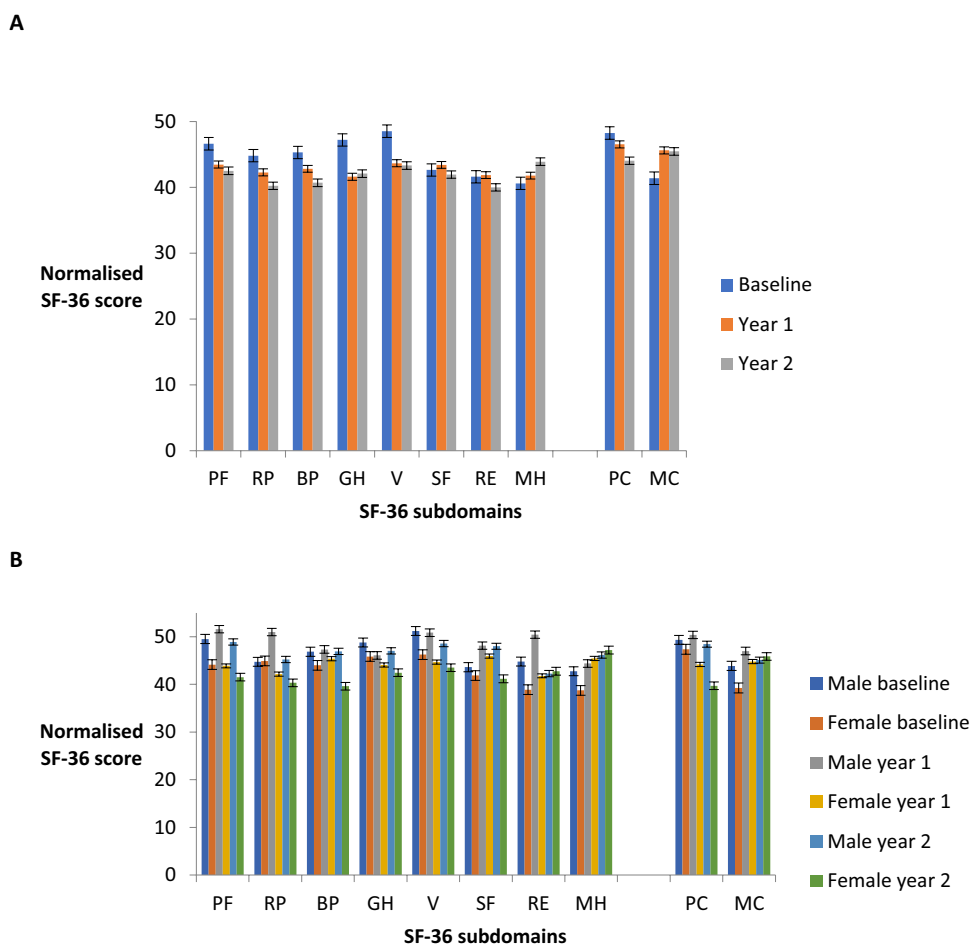 A
50
40
30
20
10
0
Normalised
SF-36 score
Baseline
Year 1
Year 2
PF RP BP GH V SF RE MH PC MC
SF-36 subdomains
B
50
40
30
20
10
0
Normalised
SF-36 score
Male baseline
Female baseline
Male year 1
Female year 1
Male year 2
Female year 2
PF RP BP GH V SF RE MH PC MC
SF-36 subdomains